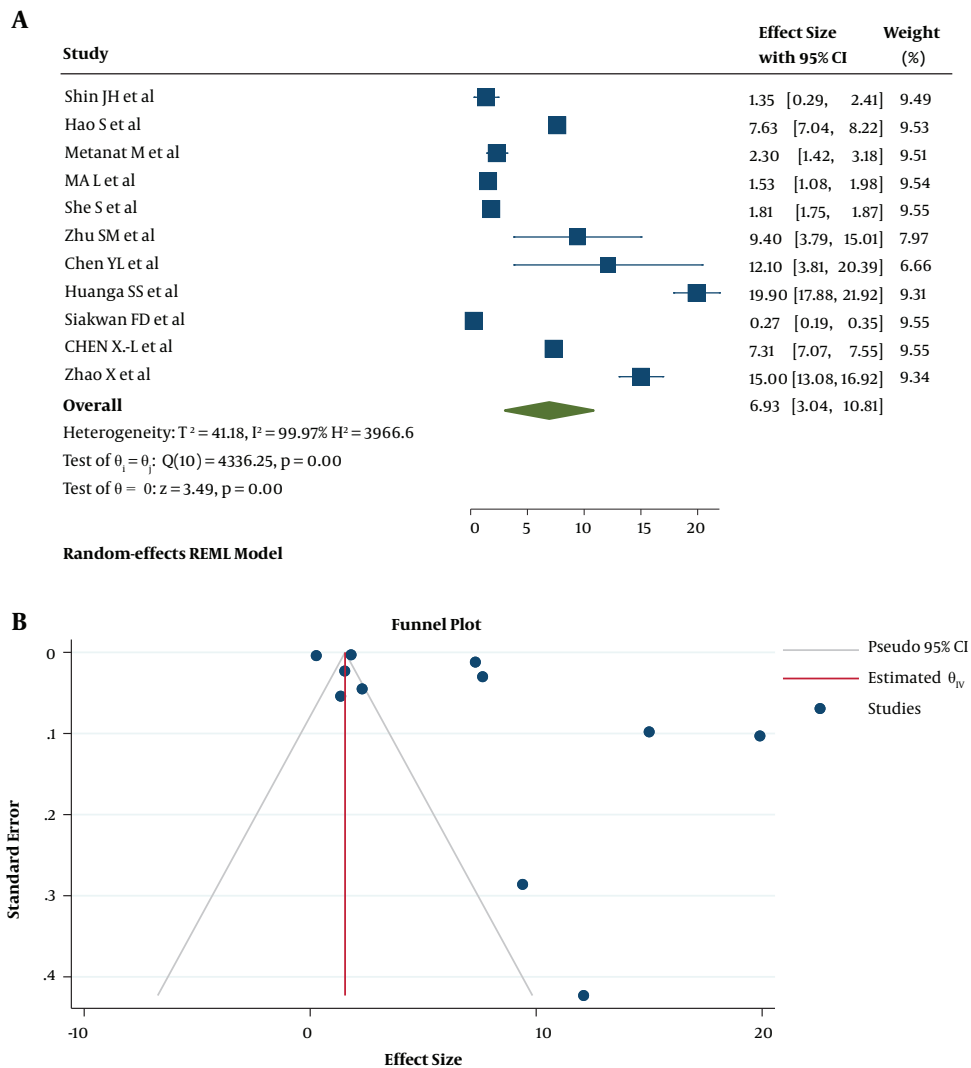 A
Study Effect Size with 95% CI Weight (%)
Shin JH et al 1.35 [0.29, 2.41] 9.49
Hao S et al 7.63 [7.04, 8.22] 9.53
Metanat M et al 2.30 [1.42, 3.18] 9.51
MA L et al 1.53 [1.08, 1.98] 9.54
She S et al 1.81 [1.75, 1.87] 9.55
Zhu SM et al 9.40 [3.79, 15.01] 7.97
Chen YL et al 12.10 [3.81, 20.39] 6.66
Huanga SS et al 19.90 [17.88, 21.92] 9.31
Siakwan FD et al 0.27 [0.19, 0.35] 9.55
CHEN X.-L et al 7.31 [7.07, 7.55] 9.55
Zhao X et al 15.00 [13.08, 16.92] 9.34
Overall 6.93 [3.04, 10.81]
Heterogeneity: T² = 41.18, I² = 99.97% H² = 3966.6
Test of θi = θj: Q(10) = 4336.25, p = 0.00
Test of θ = 0: z = 3.49, p = 0.00
0 5 10 15 20
Random-effects REML Model
B
Funnel Plot
Pseudo 95% CI
Estimated θIV
Studies
Standard Error
0
.1
.2
.3
.4
-10 0 10 20
Effect Size